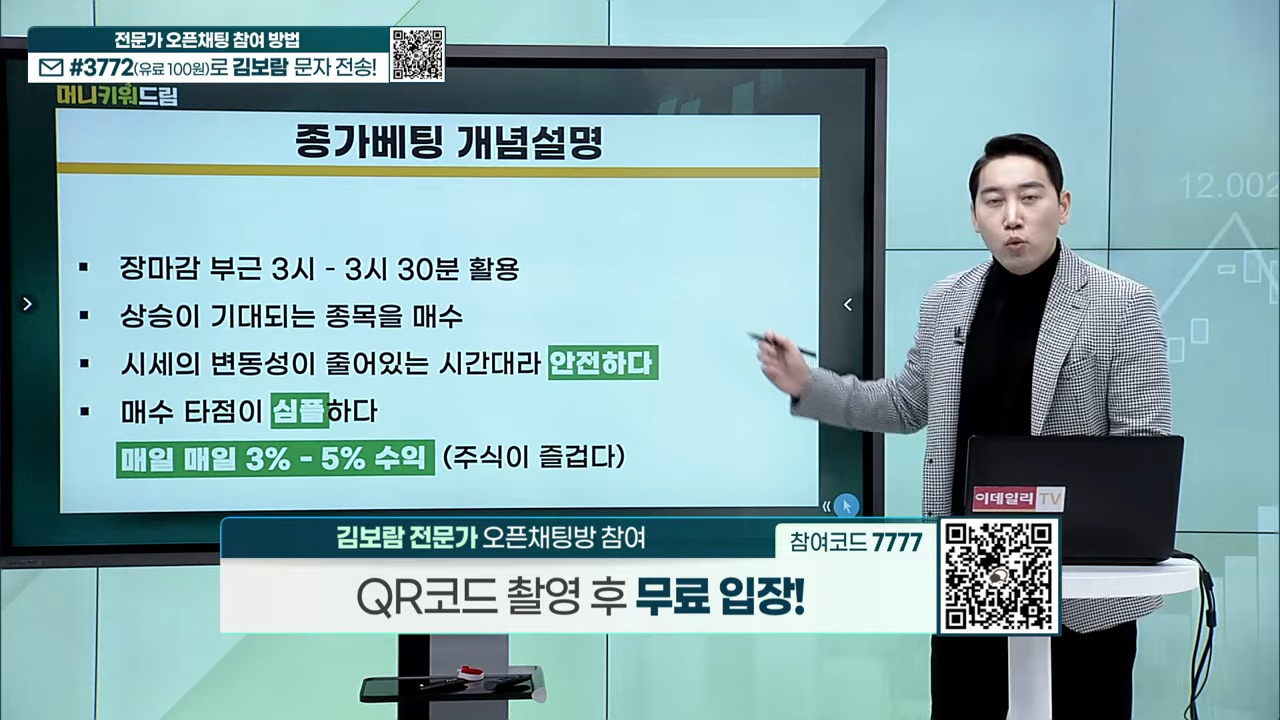 전문가 오픈채팅 참여 방법
#3772(유료 100원)로 김보람 문자 전송!
머니키워드림
종가베팅 개념설명
12.002
▪ 장마감 부근 3시 - 3시 30분 활용
▪ 상승이 기대되는 종목을 매수
▪ 시세의 변동성이 줄어있는 시간대라 안전하다
▪ 매수 타점이 심플하다
매일 매일 3% - 5% 수익 (주식이 즐겁다)
이데일리 TV
김보람 전문가 오픈채팅방 참여
참여코드 7777
QR코드 촬영 후 무료 입장!